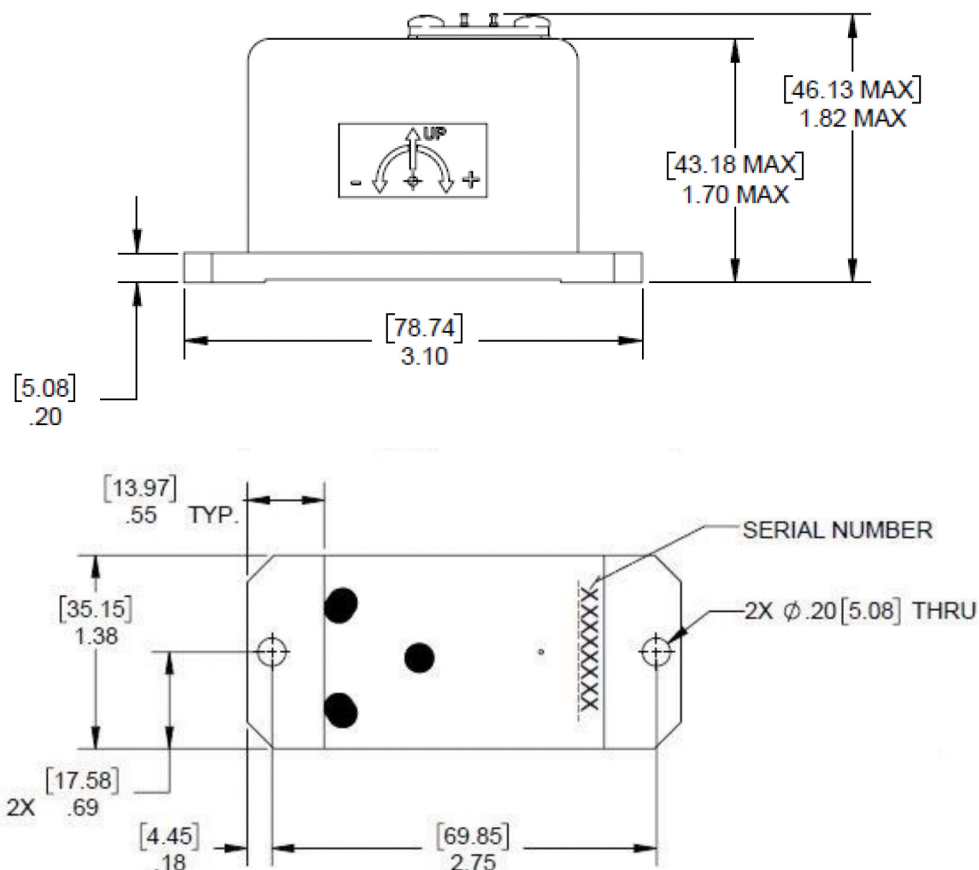 [46.13 MAX]
1.82 MAX
[43.18 MAX]
1.70 MAX
UP
- +
[78.74]
3.10
[5.08]
.20
[13.97]
.55 TYP.
SERIAL NUMBER
[35.15]
1.38
XXXXXXXX
2X Ø.20[5.08] THRU
[17.58]
2X .69
[4.45]
.18
[69.85]
2.75